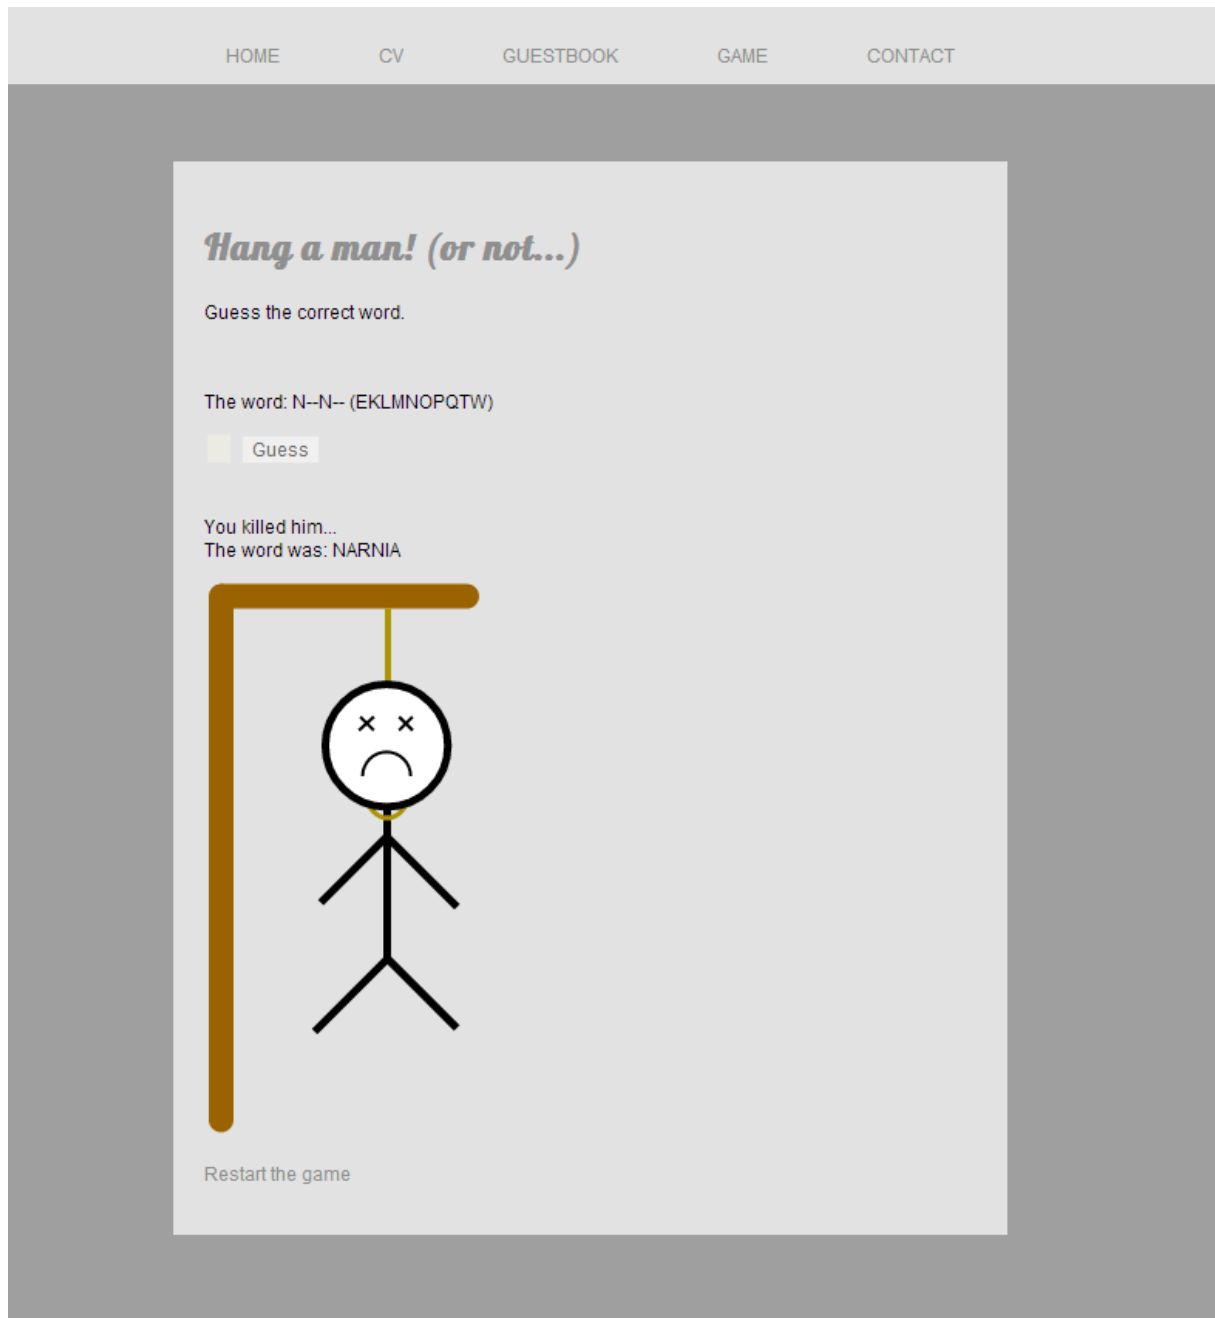 HOME CV GUESTBOOK GAME CONTACT
Hang a man! (or not...)
Guess the correct word.
The word: N--N-- (EKLMNOPQTW)
Guess
You killed him...
The word was: NARNIA
Restart the game